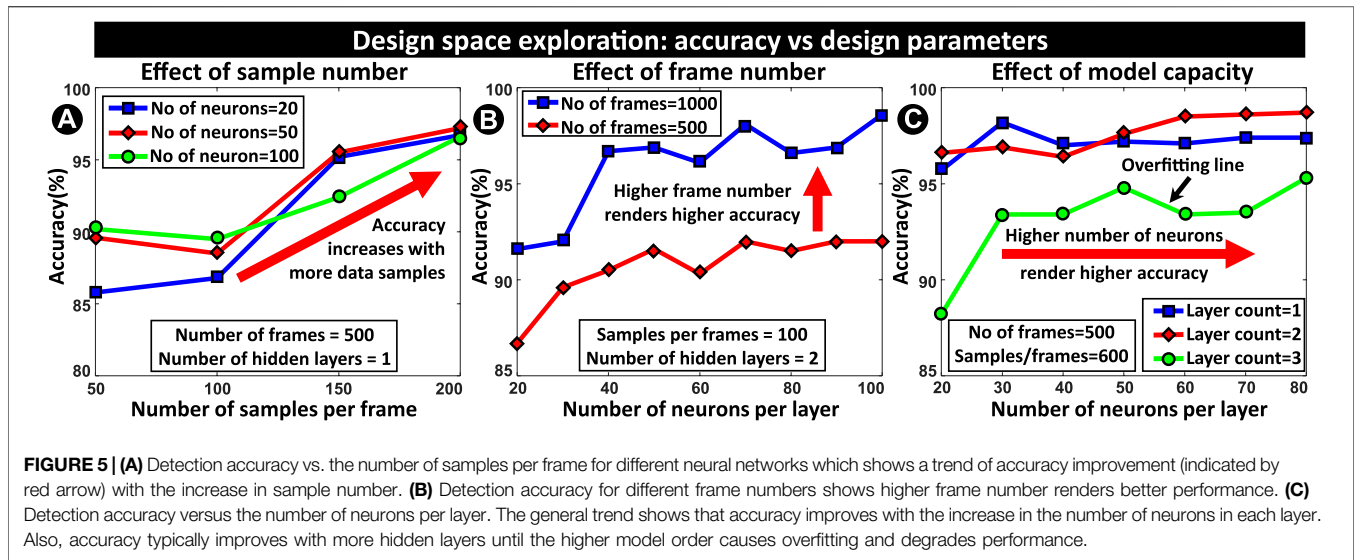 Design space exploration: accuracy vs design parameters
Effect of sample number
A
No of neurons=20
No of neurons=50
No of neuron=100
Accuracy
increases with
more data samples
Number of frames = 500
Number of hidden layers = 1
Accuracy(%)
100
95
90
85
80
50
100
150
200
Number of samples per frame
Effect of frame number
B
No of frames=1000
No of frames=500
Higher frame number
renders higher accuracy
Samples per frames = 100
Number of hidden layers = 2
Accuracy(%)
100
95
90
85
20
40
60
80
100
Number of neurons per layer
Effect of model capacity
C
Overfitting line
Higher number of neurons
render higher accuracy
No of frames=500
Samples/frames=600
Layer count=1
Layer count=2
Layer count=3
Accuracy(%)
100
95
90
85
20
30
40
50
60
70
80
Number of neurons per layer
FIGURE 5 | (A) Detection accuracy vs. the number of samples per frame for different neural networks which shows a trend of accuracy improvement (indicated by
red arrow) with the increase in sample number. (B) Detection accuracy for different frame numbers shows higher frame number renders better performance. (C)
Detection accuracy versus the number of neurons per layer. The general trend shows that accuracy improves with the increase in the number of neurons in each layer.
Also, accuracy typically improves with more hidden layers until the higher model order causes overfitting and degrades performance.